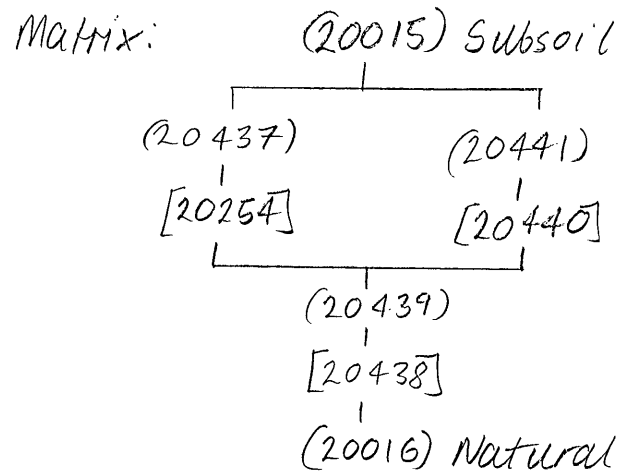 Matrix: (20015) Subsoil
(20437) (20441)
[20254] [20440]
(20439)
[20438]
(20016) Natural